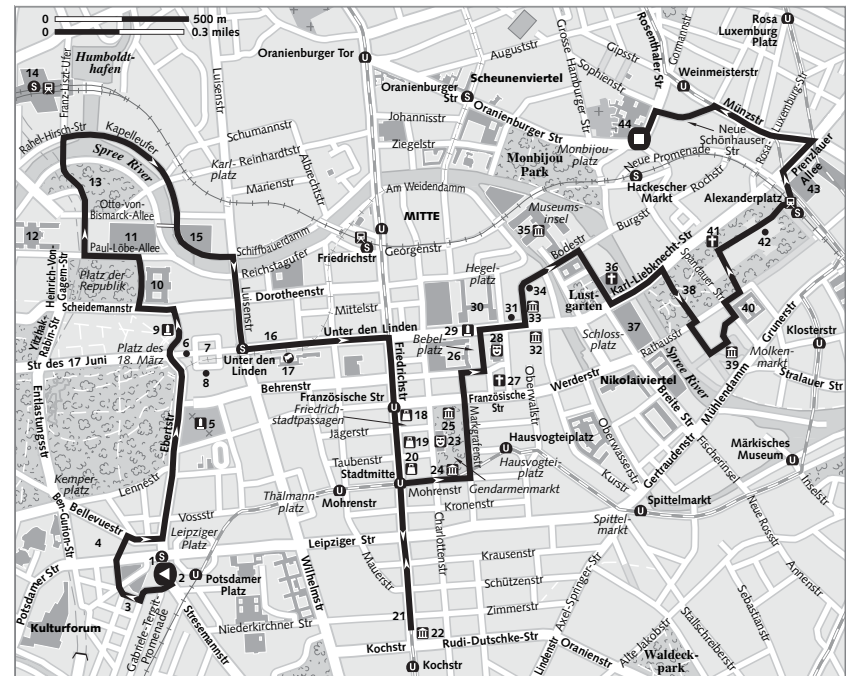 0 500 m
0 0.3 miles
Humboldt-
hafen
14
S
Franz-Liszt-Ufer
Luisenstr
Oranienburger Tor
U
Auguststr
Grosse Hamburger Str
Gipsstr
Sophienstr
Rosenthaler Str
Gormannstr
Rosa
Luxemburg
Platz
U
Scheunenviertel
Weinmeisterstr
U
Oranienburger
Str
S
Oranienburger Str
Münzstr
Rosa-Luxemburg-Str
Rahel-Hirsch-Str
Kapelleufer
Schumannstr
Johannisstr
Ziegelstr
44
Neue
Schönhauser
Str
Spree River
Karl-
platz
Reinhardtstr
Albrechtstr
Marienstr
Monbijou
Park
Monbijou-
platz
Neue Promenade
Prenzlauer
Allee
13
Am Weidendamm
S
Hackescher
Markt
Rochstr
43
Otto-von-
Bismarck-Allee
MITTE
Museums-
insel
Alexanderplatz
S
U
12
11
15
Paul-Löbe-Allee
Schiffbauerdamm
Friedrichstr
S
Georgenstr
35
Burgstr
Bodestr
41
42
Heinrich-Von-
Gagern-Str
Platz der
Republik
10
Reichstagufer
Hegel-
platz
36
Karl-Liebknecht-Str
Spandauer Str
Scheidemannstr
Luisenstr
Dorotheenstr
Mittelstr
30
31
34
33
Lust-
garten
38
40
Grunerstr
Yitzhak-
Rabin-Str
9
Platz des
18. März
6
7
16
Unter den Linden
29
Bebel-
platz
28
32
Schloss-
platz
37
Rathausstr
39
Klosterstr
U
Molken-
markt
Str des 17 Juni
8
S
Unter den
Linden
17
26
Spree River
Stralauer Str
Behrenstr
27
Werderstr
Nikolaiviertel
Mühlendamm
Entlastungsstr
Ebertstr
Französische Str
U
Friedrich-
stadtpassagen
Friedrichstr
18
25
Markgrafenstr
Französische
Str
Oberwallstr
Breite Str
5
Jägerstr
19
23
Hausvogteiplatz
U
Oberwasserstr
Gertraudenstr
Märkisches
Museum
U
Taubenstr
20
Stadtmitte
U
24
Hausvogtei-
platz
Kurstr
Fischerinsel
Inselstr
Kemper-
platz
Lennéstr
Thälmann-
platz
U
Mohrenstr
Mohrenstr
Gendarmenmarkt
Spittelmarkt
U
Ben-Gurion-Str
Bellevuestr
Vossstr
Kronenstr
Spittel-
markt
Neue Rossstr
4
Leipziger
Platz
Leipziger Str
Mauerstr
Charlottenstr
Krausenstr
Annenstr
1
S
2
U
Potsdamer
Platz
Wilhelmstr
Schützenstr
Axel-Springer-Str
Sebastianstr
Potsdamer Str
3
Zimmerstr
Stallschreiberstr
Kulturforum
Gabriele-Tergit-
Promenade
Stresemannstr
Niederkirchner Str
21
22
Rudi-Dutschke-Str
Lindenstr
Oranienstr
Alte Jakobstr
Kochstr
U
Kochstr
Waldeck-
park